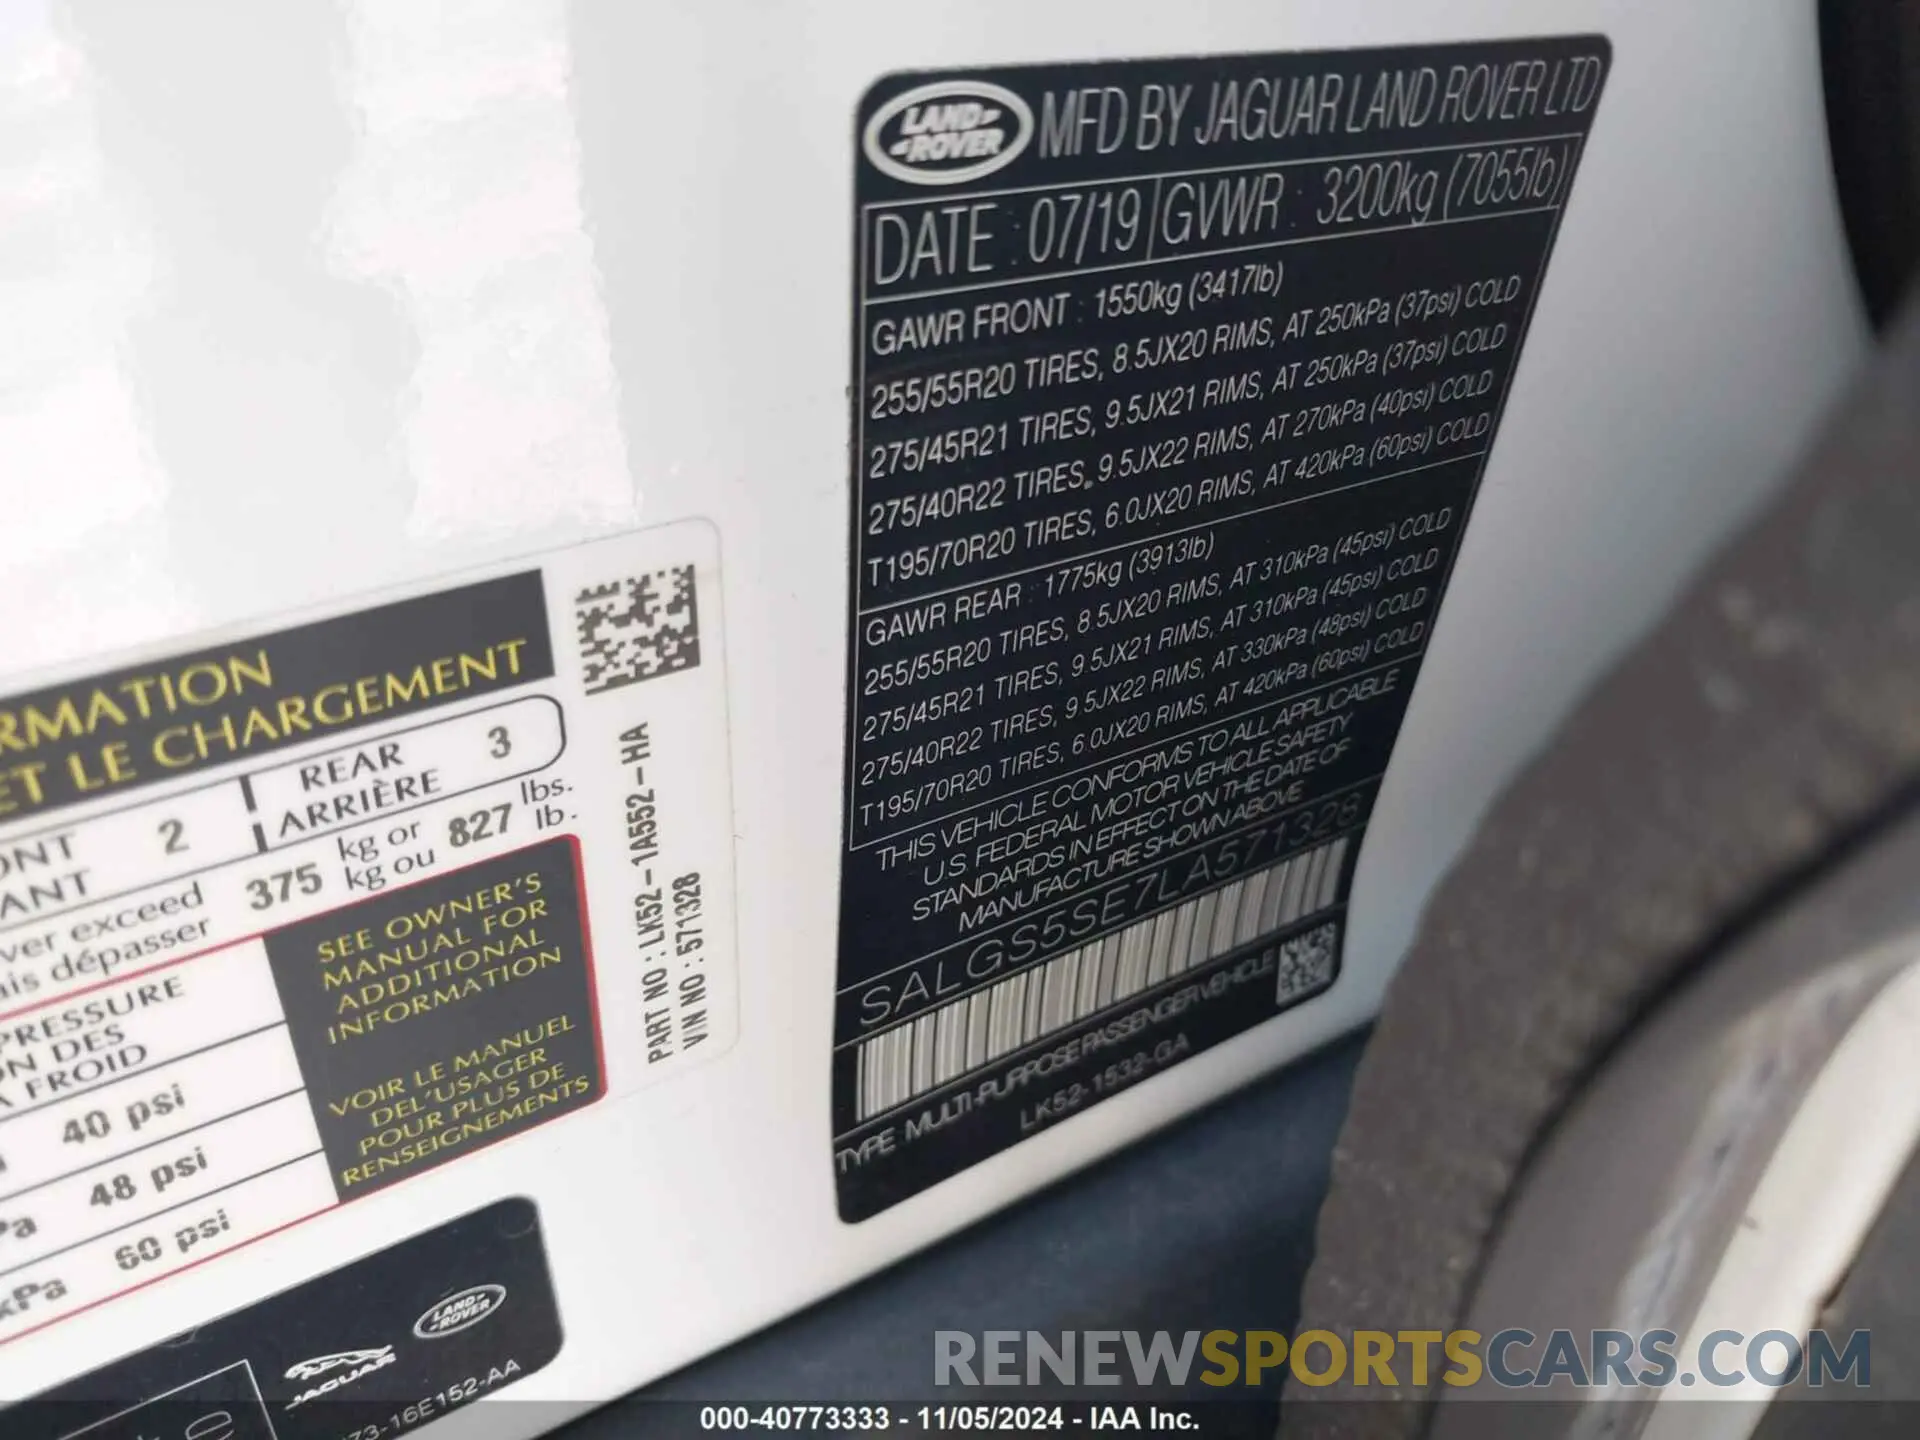 RMATION
ET LE CHARGEMENT
2 REAR 3
ARRIÈRE
ver exceed 375 kg or 827 lbs.
dépasser kg ou lb.
PRESSURE
DES
FROID
40 psi
48 psi
kPa 60 psi
SEE OWNER'S
MANUAL FOR
ADDITIONAL
INFORMATION
VOIR LE MANUEL
DEL'USAGER
POUR PLUS DE
RENSEIGNEMENTS
PART NO : LK52-1A552-HA
VIN NO : 571328
JAGUAR
LAND-
-ROVER
73-16E152-AA
LAND-
-ROVER
MFD BY JAGUAR LAND ROVER LTD
DATE : 07/19 GVWR : 3200kg (7055lb)
GAWR FRONT : 1550kg (3417lb)
255/55R20 TIRES, 8.5JX20 RIMS, AT 250kPa (37psi) COLD
275/45R21 TIRES, 9.5JX21 RIMS, AT 250kPa (37psi) COLD
275/40R22 TIRES, 9.5JX22 RIMS, AT 270kPa (40psi) COLD
T195/70R20 TIRES, 6.0JX20 RIMS, AT 420kPa (60psi) COLD
GAWR REAR : 1775kg (3913lb)
255/55R20 TIRES, 8.5JX20 RIMS, AT 310kPa (45psi) COLD
275/45R21 TIRES, 9.5JX21 RIMS, AT 310kPa (45psi) COLD
275/40R22 TIRES, 9.5JX22 RIMS, AT 330kPa (48psi) COLD
T195/70R20 TIRES, 6.0JX20 RIMS, AT 420kPa (60psi) COLD
THIS VEHICLE CONFORMS TO ALL APPLICABLE
U.S. FEDERAL MOTOR VEHICLE SAFETY
STANDARDS IN EFFECT ON THE DATE OF
MANUFACTURE SHOWN ABOVE
SALGS5SE7LA571328
TYPE MULTI-PURPOSE PASSENGER VEHICLE
LK52-1532-GA
RENEWSPORTSCARS.COM
000-40773333 - 11/05/2024 - IAA Inc.